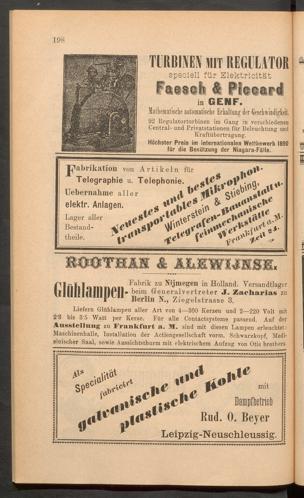 198
TURBINEN MIT REGULATOR
speciell für Elektricität
Faesch & Piccard
in GENF.
Mathematische automatische Erhaltung der Geschwindigkeit.
92 Regulatorturbinen im Gang in verschiedenen
Central- und Privatstationen für Beleuchtung und
Kraftübertragung.
Höchster Preis im internationalen Wettbewerb 1890
für die Benützung der Niagara-Fälle.
Fabrikation von Artikeln für
Telegraphie u. Telephonie.
Uebernahme aller
elektr. Anlagen.
Lager aller
Bestand-
theile.
Neuestes und bestes
transportables Mikrophon.
Winterstein & Stiebing,
Telegrafen-Bauanstalt u.
feinmechanische
Werkstätte
Frankfurt a. M.
Zeil 24.
ROOTHAN & ALEWIJNSE.
Glühlampen-
Fabrik zu Nijmegen in Holland. Versandtlager
beim Generalvertreter J. Zacharias zu
Berlin N., Ziegelstrasse 3.
Liefern Glühlampen aller Art von 4—300 Kerzen und 2—220 Volt mit
2·3 bis 3·5 Watt per Kerze. Für alle Contactsysteme passend. Auf der
Ausstellung zu Frankfurt a. M. sind mit diesen Lampen erleuchtet:
Maschinenhalle, Installation der Actiengesellschaft vorm. Schwarzkopf, Medi-
cinischer Saal, sowie Aussichtsthurm mit elektrischem Aufzug von Otis brothers
Als
Specialität
fabricirt
galvanische und
plastische Kohle
mit
Dampfbetrieb
Rud. O. Beyer
Leipzig-Neuschleussig.